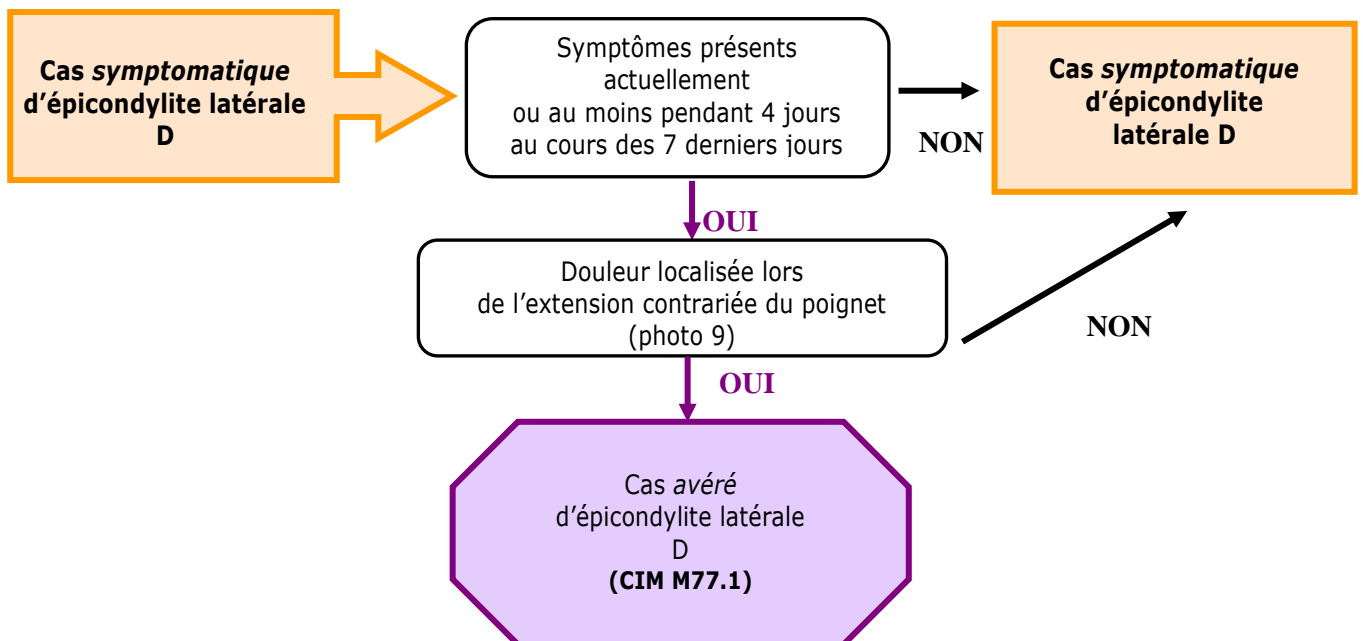 Cas symptomatique
d’épicondylite latérale
D
Symptômes présents
actuellement
ou au moins pendant 4 jours
au cours des 7 derniers jours
NON
Cas symptomatique
d’épicondylite
latérale D
OUI
Douleur localisée lors
de l’extension contrariée du poignet
(photo 9)
NON
OUI
Cas avéré
d’épicondylite latérale
D
(CIM M77.1)